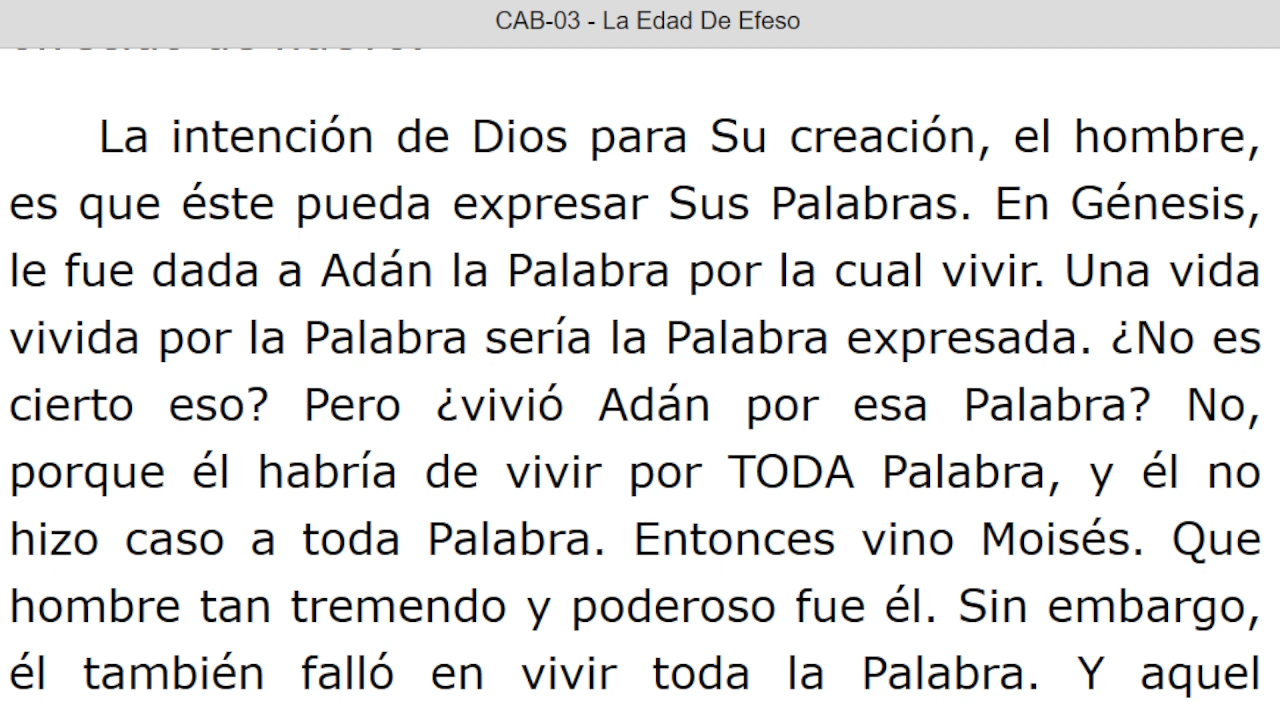 CAB-03 - La Edad De Efeso
La intención de Dios para Su creación, el hombre,
es que éste pueda expresar Sus Palabras. En Génesis,
le fue dada a Adán la Palabra por la cual vivir. Una vida
vivida por la Palabra sería la Palabra expresada. ¿No es
cierto eso? Pero ¿vivió Adán por esa Palabra? No,
porque él habría de vivir por TODA Palabra, y él no
hizo caso a toda Palabra. Entonces vino Moisés. Que
hombre tan tremendo y poderoso fue él. Sin embargo,
él también falló en vivir toda la Palabra. Y aquel